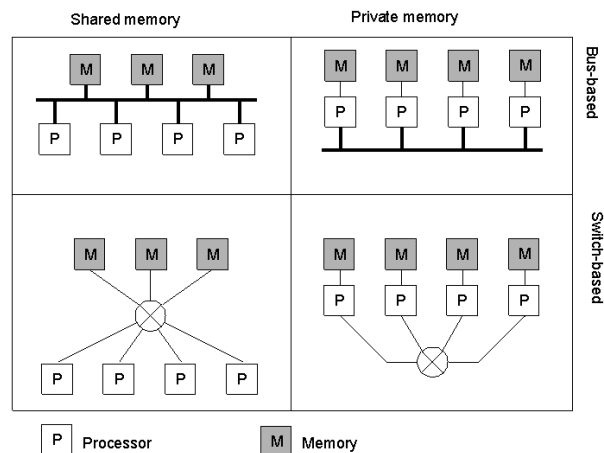 Shared memory
Private memory
M M M
P P P P
M M M M
P P P P
Bus-based
M M M
P P P P
M M M M
P P P P
Switch-based
P Processor
M Memory